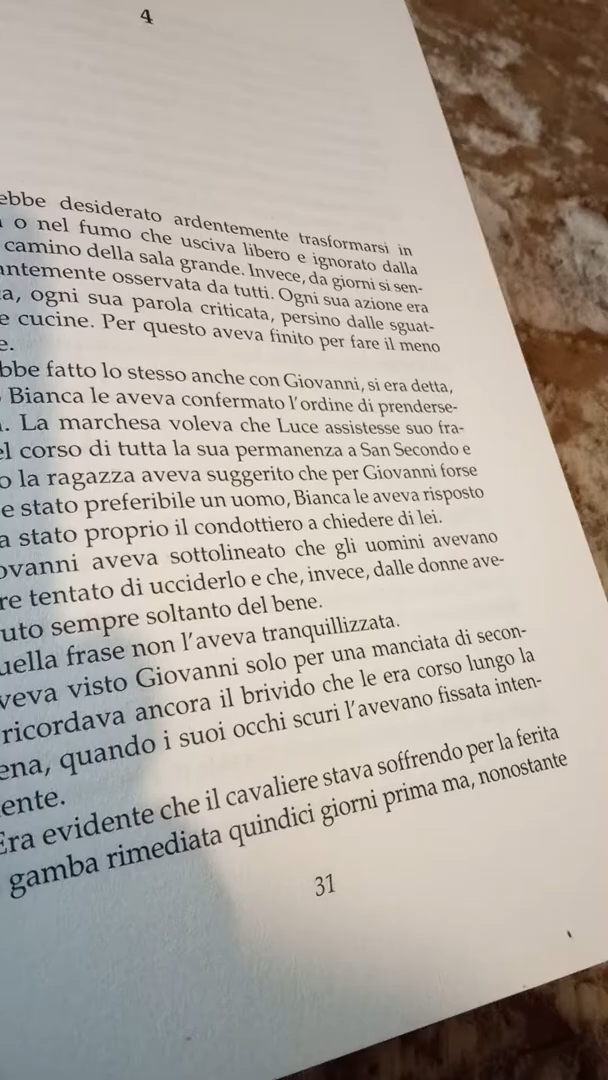 4
ebbe desiderato ardentemente trasformarsi in
o nel fumo che usciva libero e ignorato dalla
camino della sala grande. Invece, da giorni si sen-
antemente osservata da tutti. Ogni sua azione era
a, ogni sua parola criticata, persino dalle sguat-
e cucine. Per questo aveva finito per fare il meno
e.
bbe fatto lo stesso anche con Giovanni, si era detta,
Bianca le aveva confermato l'ordine di prenderse-
. La marchesa voleva che Luce assistesse suo fra-
el corso di tutta la sua permanenza a San Secondo e
o la ragazza aveva suggerito che per Giovanni forse
e stato preferibile un uomo, Bianca le aveva risposto
a stato proprio il condottiero a chiedere di lei.
ovanni aveva sottolineato che gli uomini avevano
re tentato di ucciderlo e che, invece, dalle donne ave-
uto sempre soltanto del bene.
uella frase non l'aveva tranquillizzata.
veva visto Giovanni solo per una manciata di secon-
ricordava ancora il brivido che le era corso lungo la
ena, quando i suoi occhi scuri l'avevano fissata inten-
ente.
Era evidente che il cavaliere stava soffrendo per la ferita
gamba rimediata quindici giorni prima ma, nonostante
31